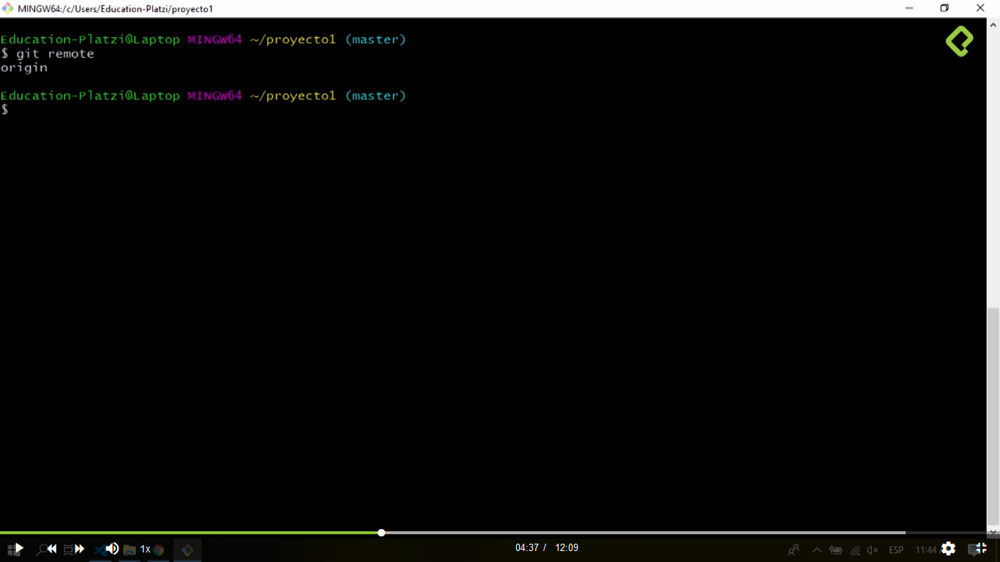 MINGW64:/c/Users/Education-Platzi/proyecto1
Education-Platzi@Laptop MINGW64 ~/proyecto1 (master)
$ git remote
origin
Education-Platzi@Laptop MINGW64 ~/proyecto1 (master)
$
1x 04:37 / 12:09 ESP 11:44